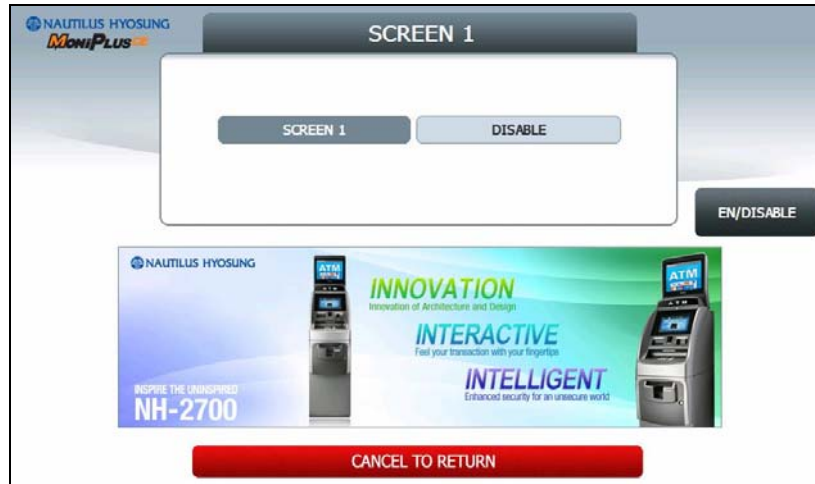 NAUTILUS HYOSUNG
MoniPlus CE
SCREEN 1
SCREEN 1 DISABLE
EN/DISABLE
NAUTILUS HYOSUNG
ATM
ATM
INNOVATION
Innovation of Architecture and Design
INTERACTIVE
Feel your transaction with your fingertips
INTELLIGENT
Enhanced security for an unsecure world
INSPIRE THE UNINSPIRED
NH-2700
CANCEL TO RETURN